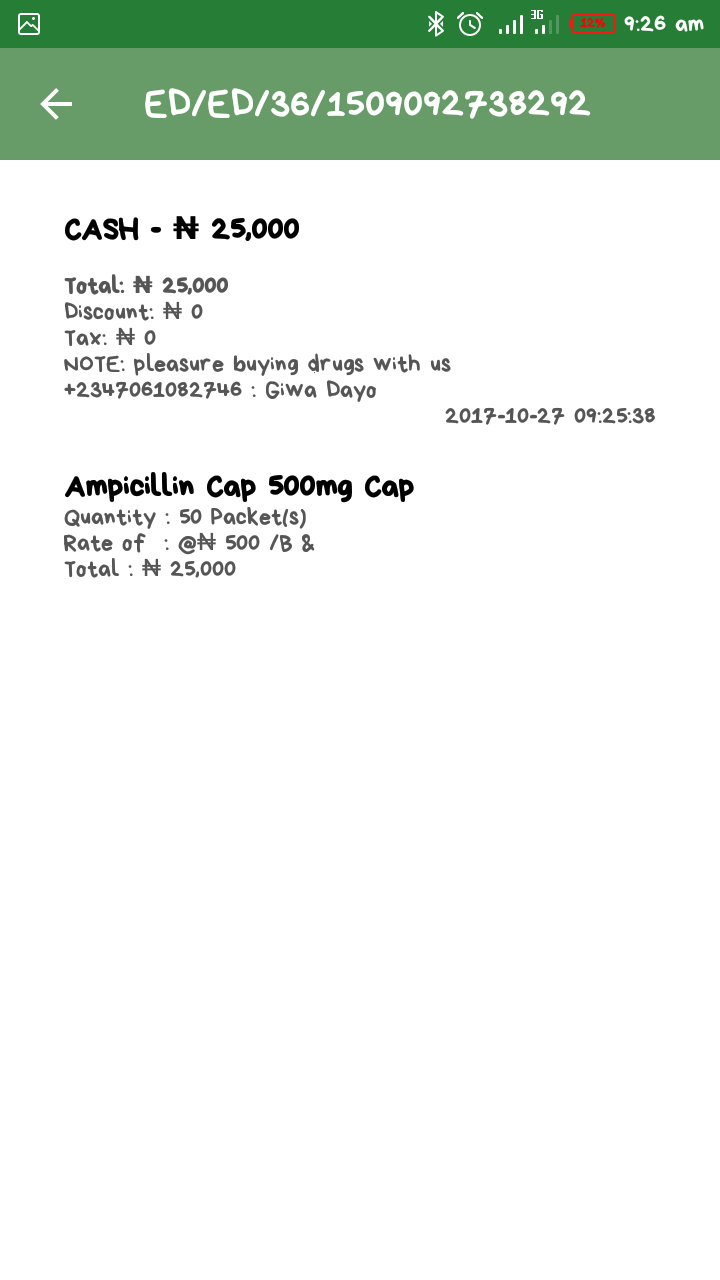 3G 12% 9:26 am
ED/ED/36/1509092738292
CASH - ₦ 25,000
Total: ₦ 25,000
Discount: ₦ 0
Tax: ₦ 0
NOTE: pleasure buying drugs with us
+2347061082746 : Giwa Dayo
2017-10-27 09:25:38
Ampicillin Cap 500mg Cap
Quantity : 50 Packet(s)
Rate of : @₦ 500 /B &
Total : ₦ 25,000